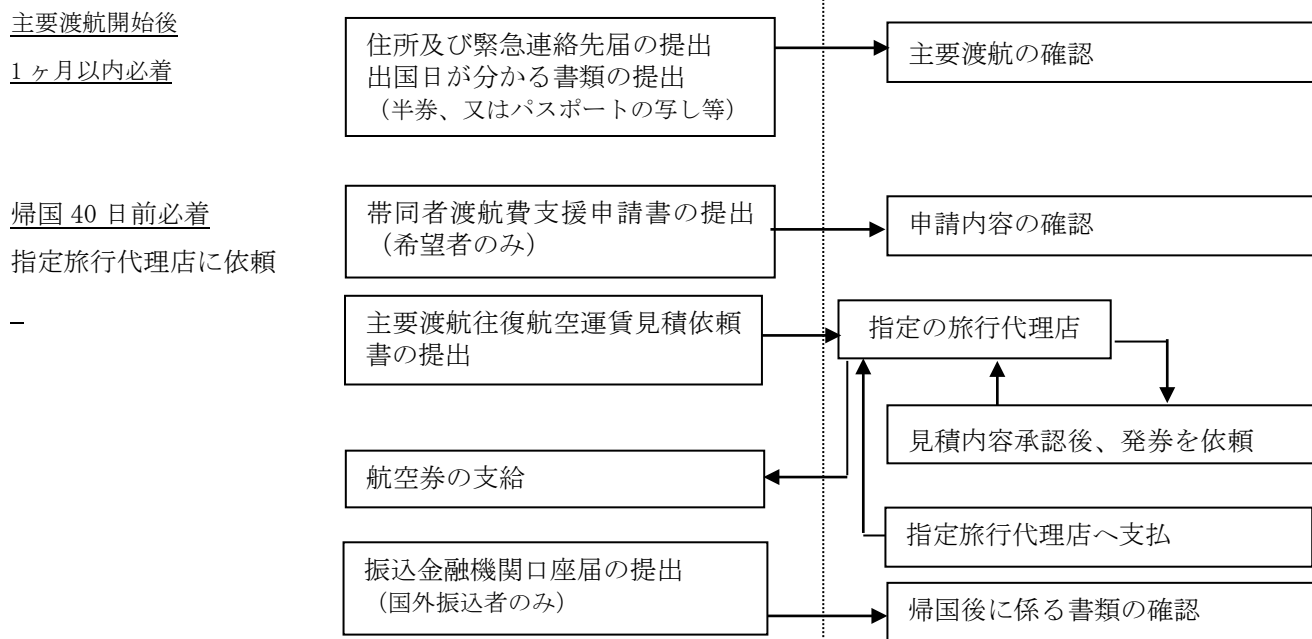 主要渡航開始後
1 ヶ月以内必着
住所及び緊急連絡先届の提出
出国日が分かる書類の提出
（半券、又はパスポートの写し等）
主要渡航の確認
帰国 40 日前必着
指定旅行代理店に依頼
帯同者渡航費支援申請書の提出
（希望者のみ）
申請内容の確認
主要渡航往復航空運賃見積依頼
書の提出
指定の旅行代理店
見積内容承認後、発券を依頼
航空券の支給
指定旅行代理店へ支払
振込金融機関口座届の提出
（国外振込者のみ）
帰国後に係る書類の確認